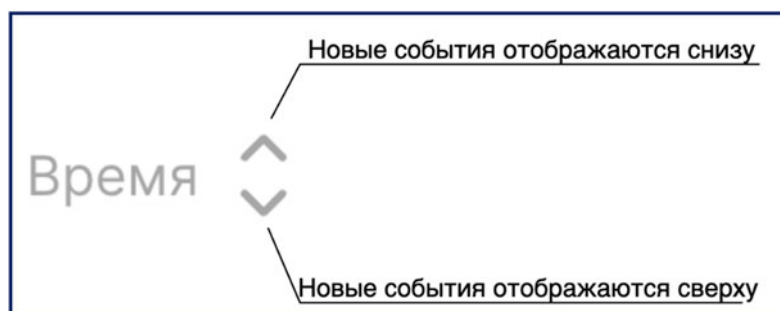 Новые события отображаются снизу
Время
Новые события отображаются сверху